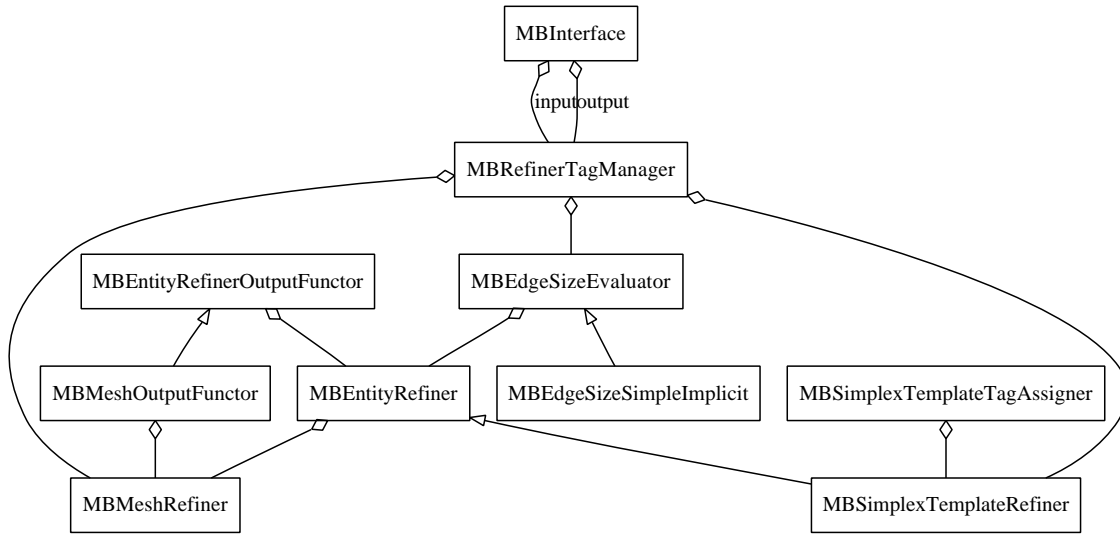 MBInterface
input
output
MBRefinerTagManager
MBEntityRefinerOutputFunctor
MBEdgeSizeEvaluator
MBMeshOutputFunctor
MBEntityRefiner
MBEdgeSizeSimpleImplicit
MBSimplexTemplateTagAssigner
MBMeshRefiner
MBSimplexTemplateRefiner